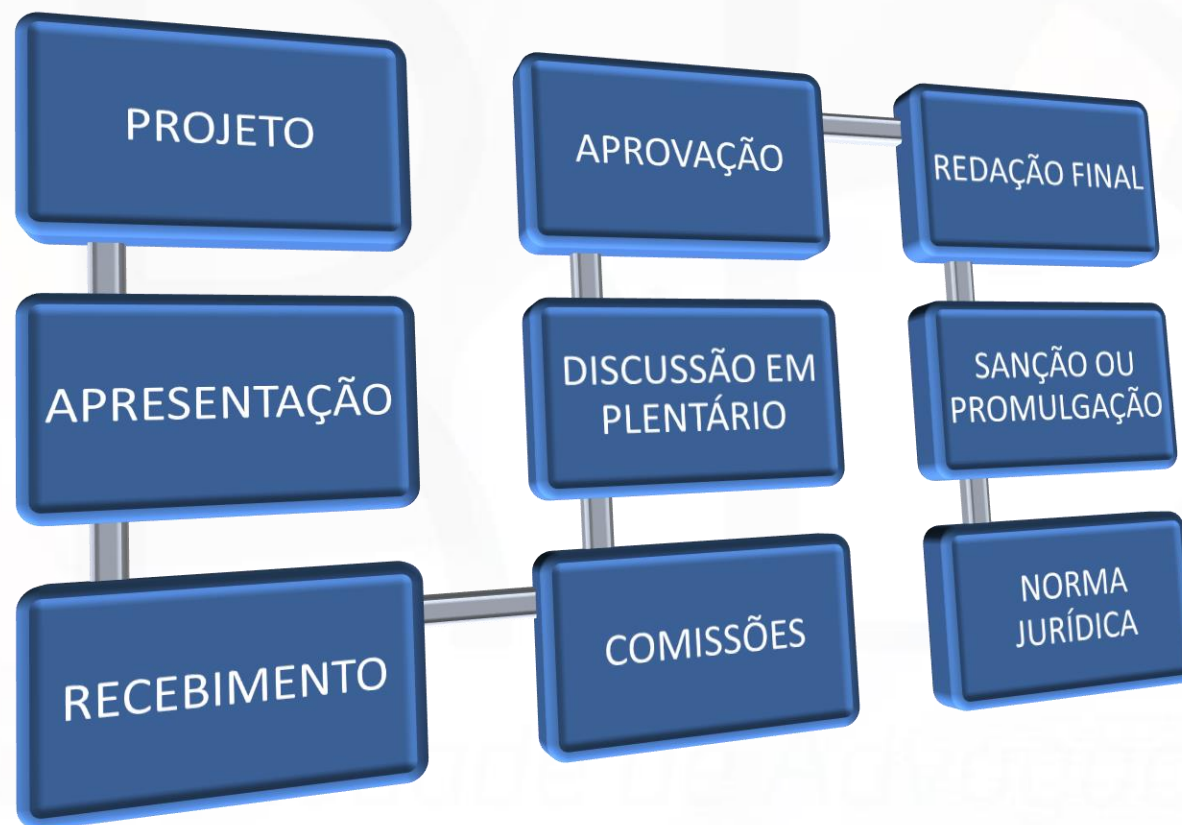 PROJETO
APRESENTAÇÃO
RECEBIMENTO
COMISSÕES
DISCUSSÃO EM
PLENTÁRIO
APROVAÇÃO
REDAÇÃO FINAL
SANÇÃO OU
PROMULGAÇÃO
NORMA
JURÍDICA